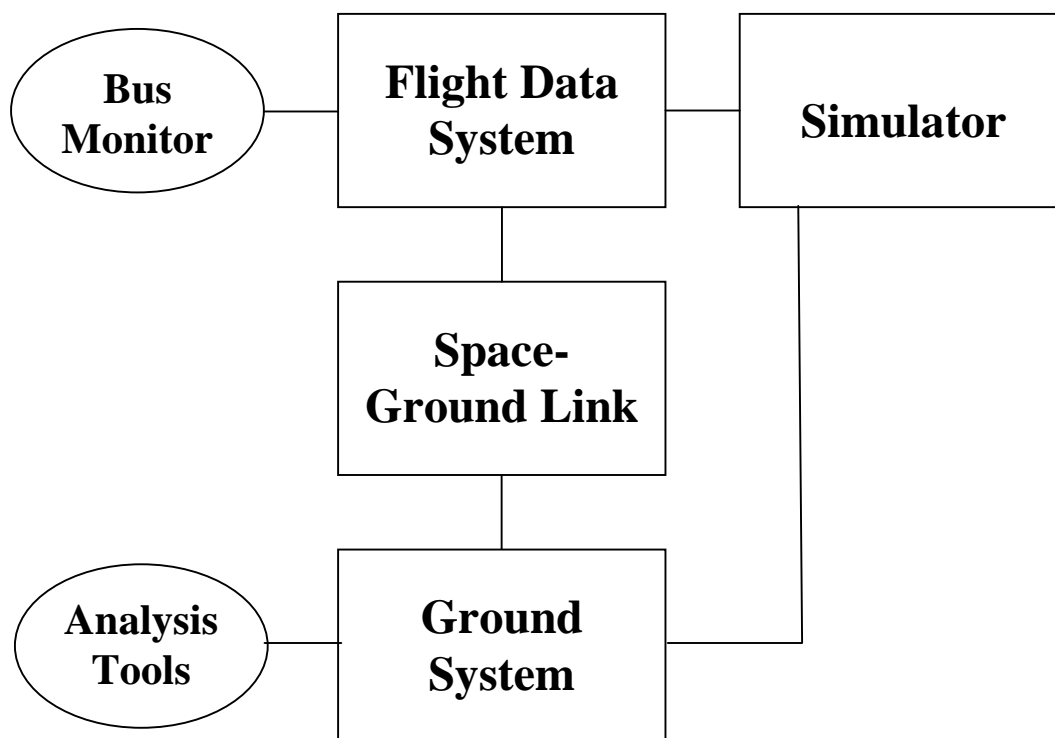 Bus
Monitor
Flight Data
System
Simulator
Space-
Ground Link
Analysis
Tools
Ground
System